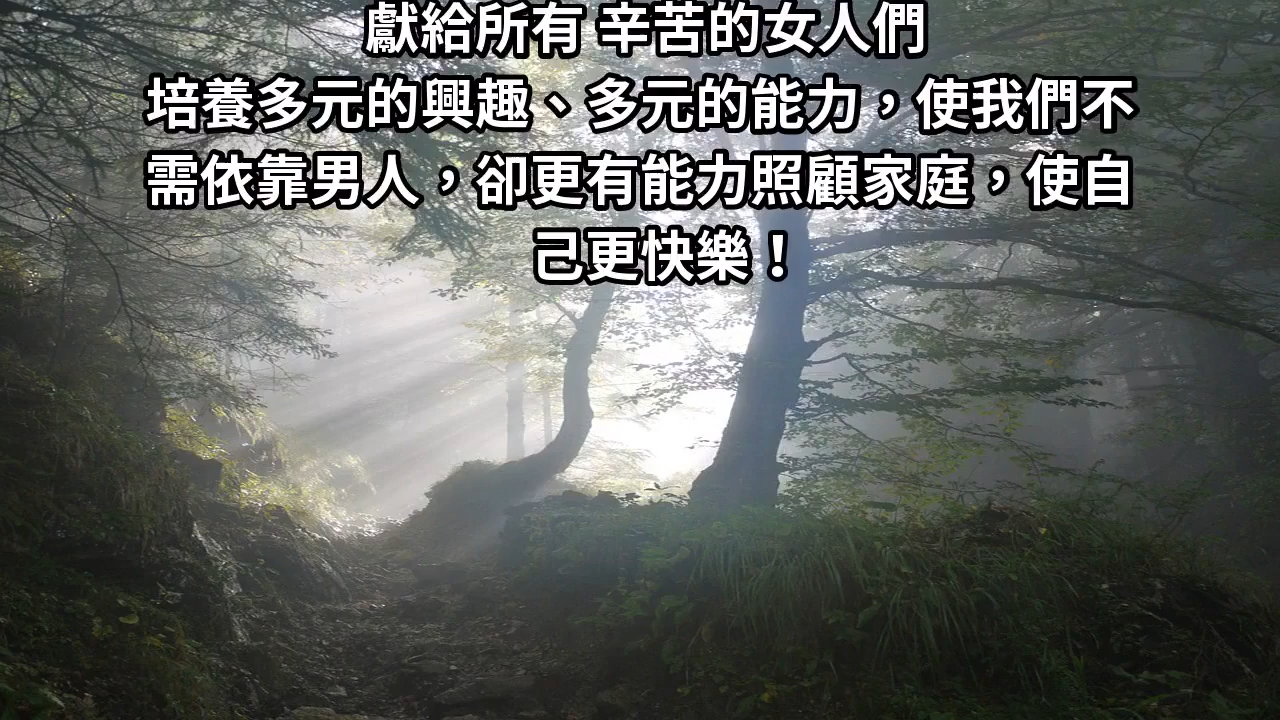 獻給所有 辛苦的女人們
培養多元的興趣、多元的能力，使我們不
需依靠男人，卻更有能力照顧家庭，使自
己更快樂！